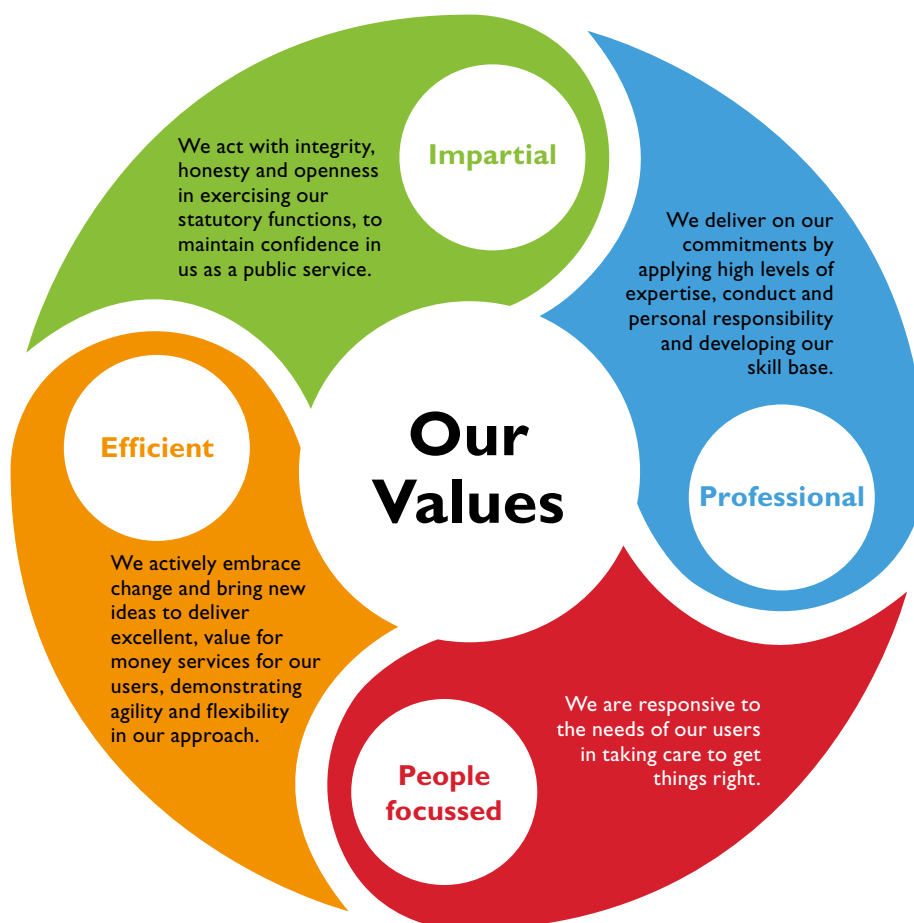 Our
Values
Impartial
We act with integrity,
honesty and openness
in exercising our
statutory functions, to
maintain confidence in
us as a public service.
We deliver on our
commitments by
applying high levels of
expertise, conduct and
personal responsibility
and developing our
skill base.
Professional
Efficient
We actively embrace
change and bring new
ideas to deliver
excellent, value for
money services for our
users, demonstrating
agility and flexibility
in our approach.
We are responsive to
the needs of our users
in taking care to get
things right.
People
focussed